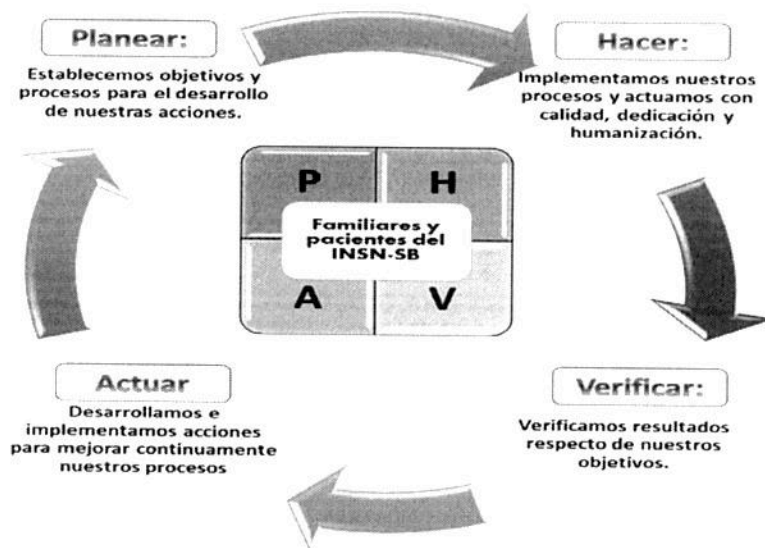 Planear:
Establecemos objetivos y
procesos para el desarrollo
de nuestras acciones.
Hacer:
Implementamos nuestros
procesos y actuamos con
calidad, dedicación y
humanización.
P
H
Familiares y
pacientes del
INSN-SB
A
V
Actuar
Desarrollamos e
implementamos acciones
para mejorar continuamente
nuestros procesos
Verificar:
Verificamos resultados
respecto de nuestros
objetivos.